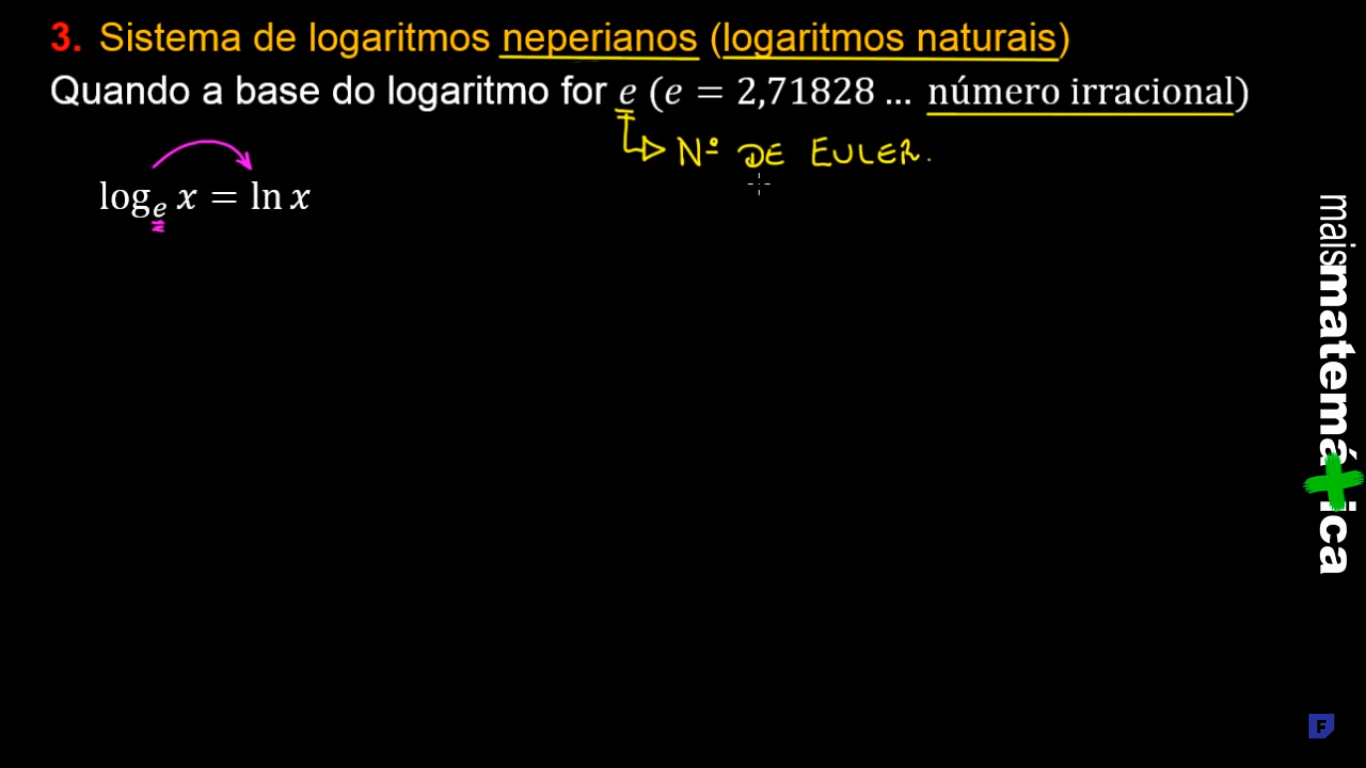 3. Sistema de logaritmos neperianos (logaritmos naturais)
Quando a base do logaritmo for e (e = 2,71828 ... número irracional)
Nº DE EULER.
logₑ x = ln x
maismatemática
F